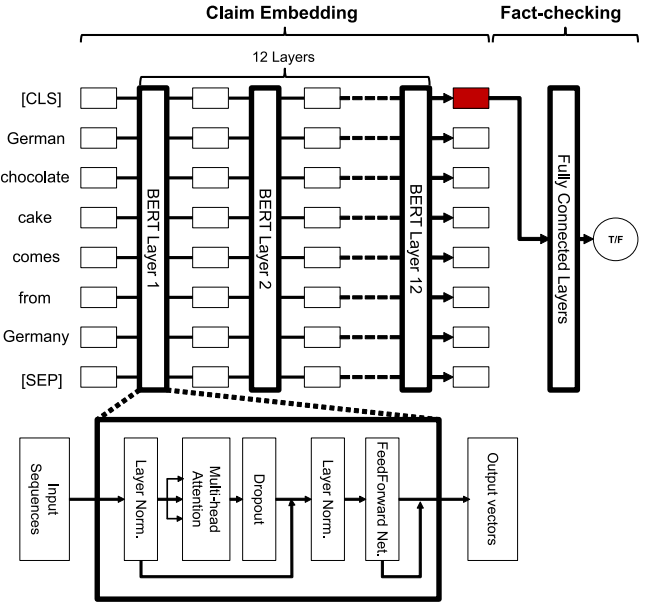 Claim Embedding
Fact-checking
12 Layers
[CLS]
German
chocolate
cake
comes
from
Germany
[SEP]
BERT Layer 1
BERT Layer 2
BERT Layer 12
Fully Connected Layers
T/F
Input
Sequences
Layer Norm.
Multi-head
Attention
Dropout
Layer Norm.
FeedForward Net.
Output vectors